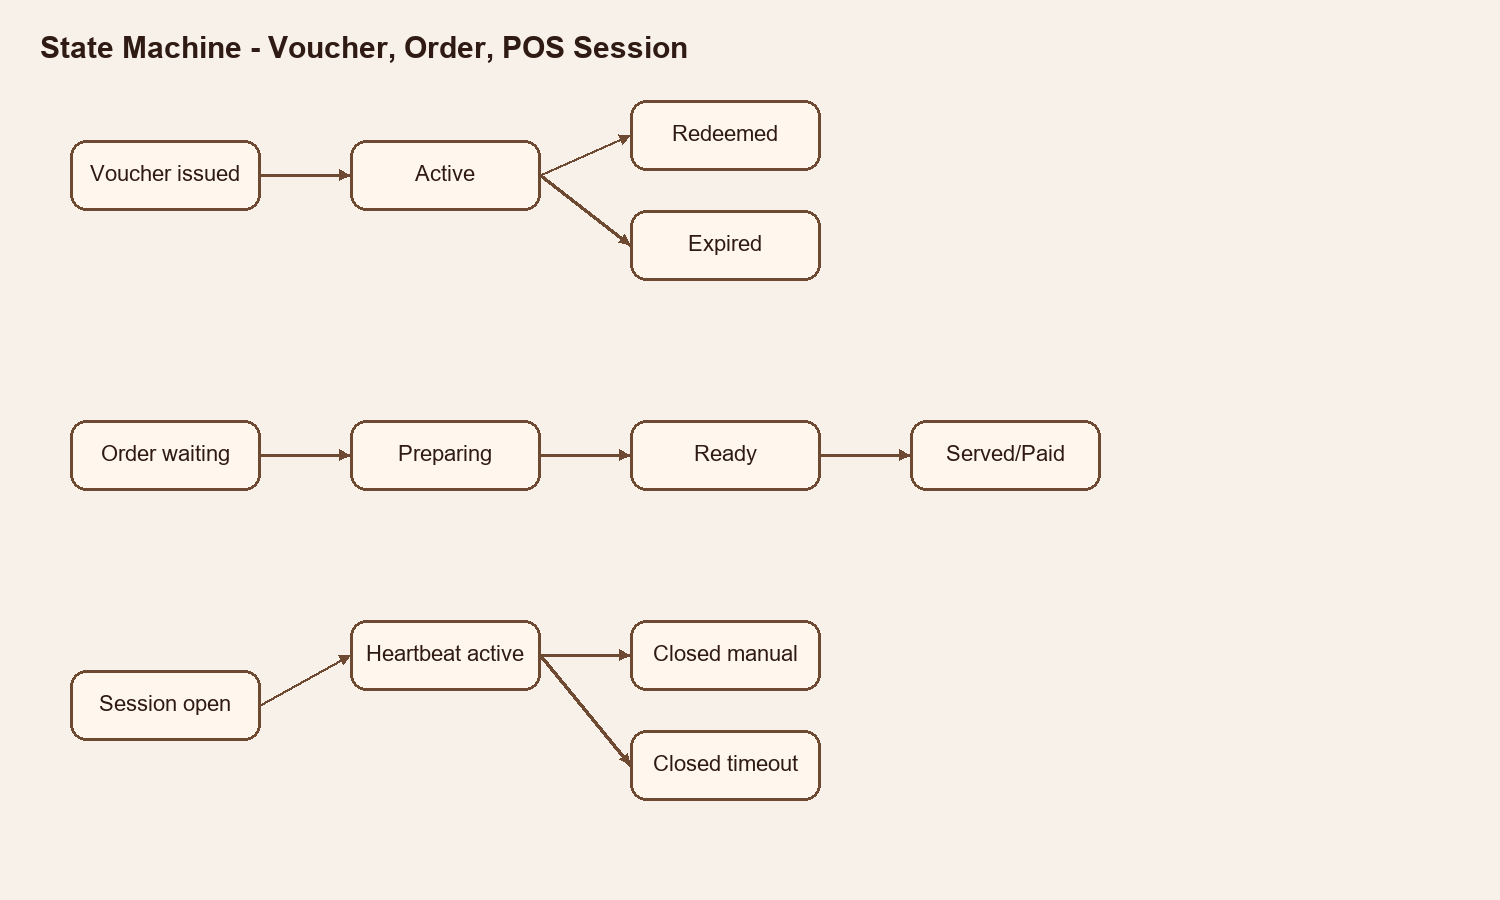 State Machine - Voucher, Order, POS Session
Voucher issued
Active
Redeemed
Expired
Order waiting
Preparing
Ready
Served/Paid
Session open
Heartbeat active
Closed manual
Closed timeout